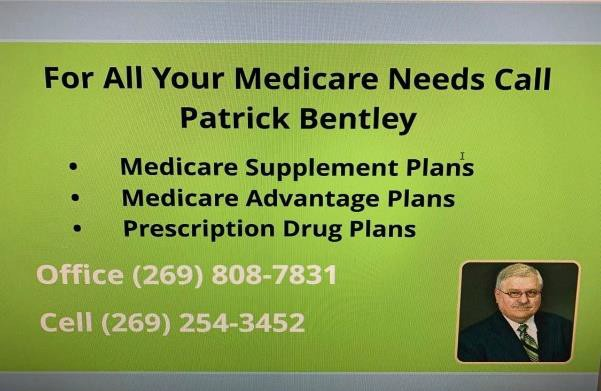 For All Your Medicare Needs Call
Patrick Bentley
• Medicare Supplement Plans
• Medicare Advantage Plans
• Prescription Drug Plans
Office (269) 808-7831
Cell (269) 254-3452